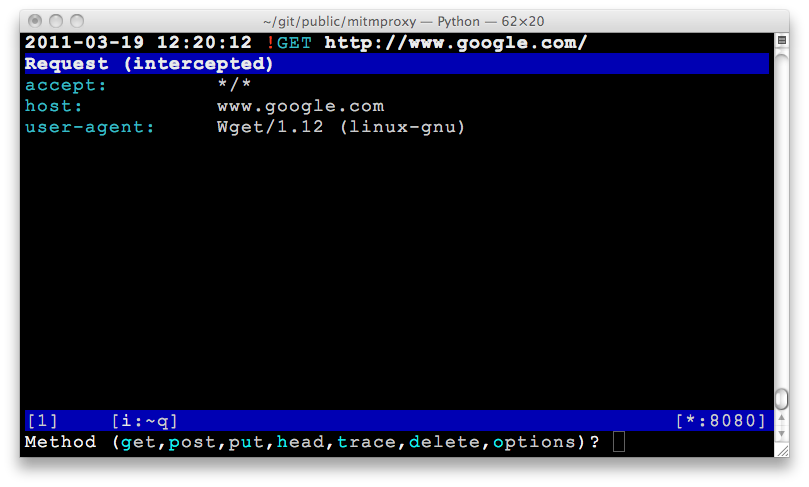 ~/git/public/mitmproxy — Python — 62×20
2011-03-19 12:20:12 !GET http://www.google.com/
Request (intercepted)
accept: */*
host: www.google.com
user-agent: Wget/1.12 (linux-gnu)
[1] [i:~q] [*:8080]
Method (get,post,put,head,trace,delete,options)?